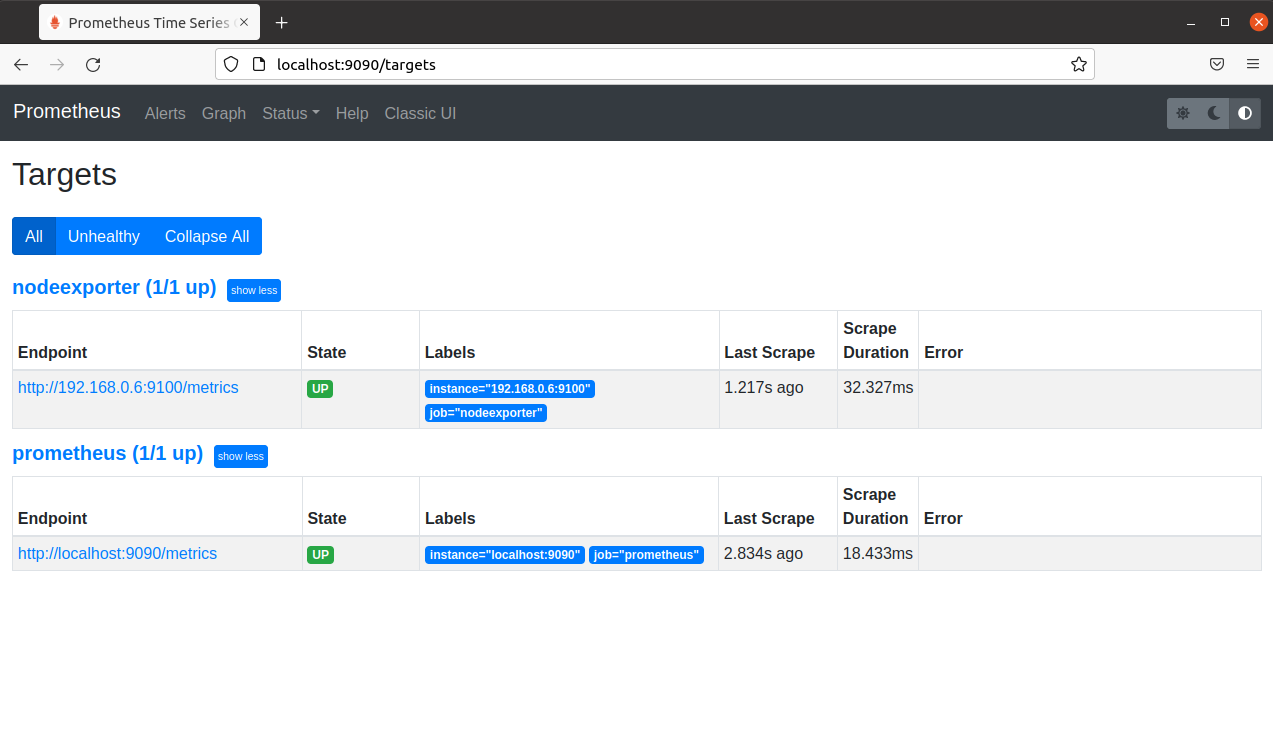 Prometheus Time Series
localhost:9090/targets
Prometheus Alerts Graph Status Help Classic UI
Targets
All Unhealthy Collapse All
nodeexporter (1/1 up) show less
Endpoint State Labels Last Scrape Scrape Duration Error
http://192.168.0.6:9100/metrics UP instance="192.168.0.6:9100" 1.217s ago 32.327ms
job="nodeexporter"
prometheus (1/1 up) show less
Endpoint State Labels Last Scrape Scrape Duration Error
http://localhost:9090/metrics UP instance="localhost:9090" job="prometheus" 2.834s ago 18.433ms